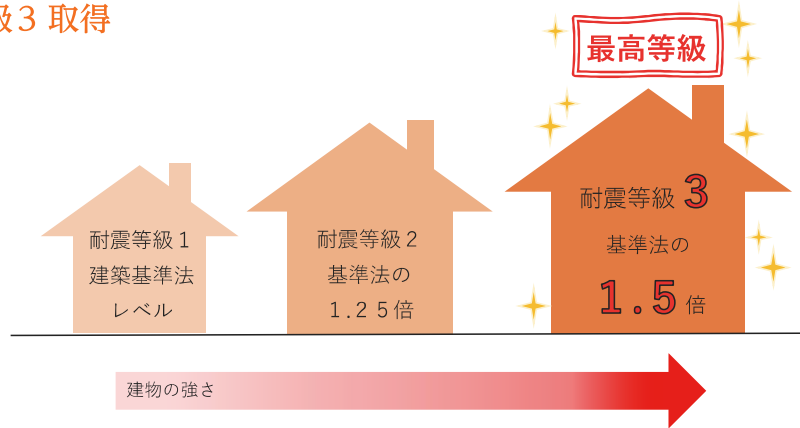 級3 取得
最高等級
耐震等級1
建築基準法
レベル
耐震等級2
基準法の
1.25倍
耐震等級 3
基準法の
1.5倍
建物の強さ